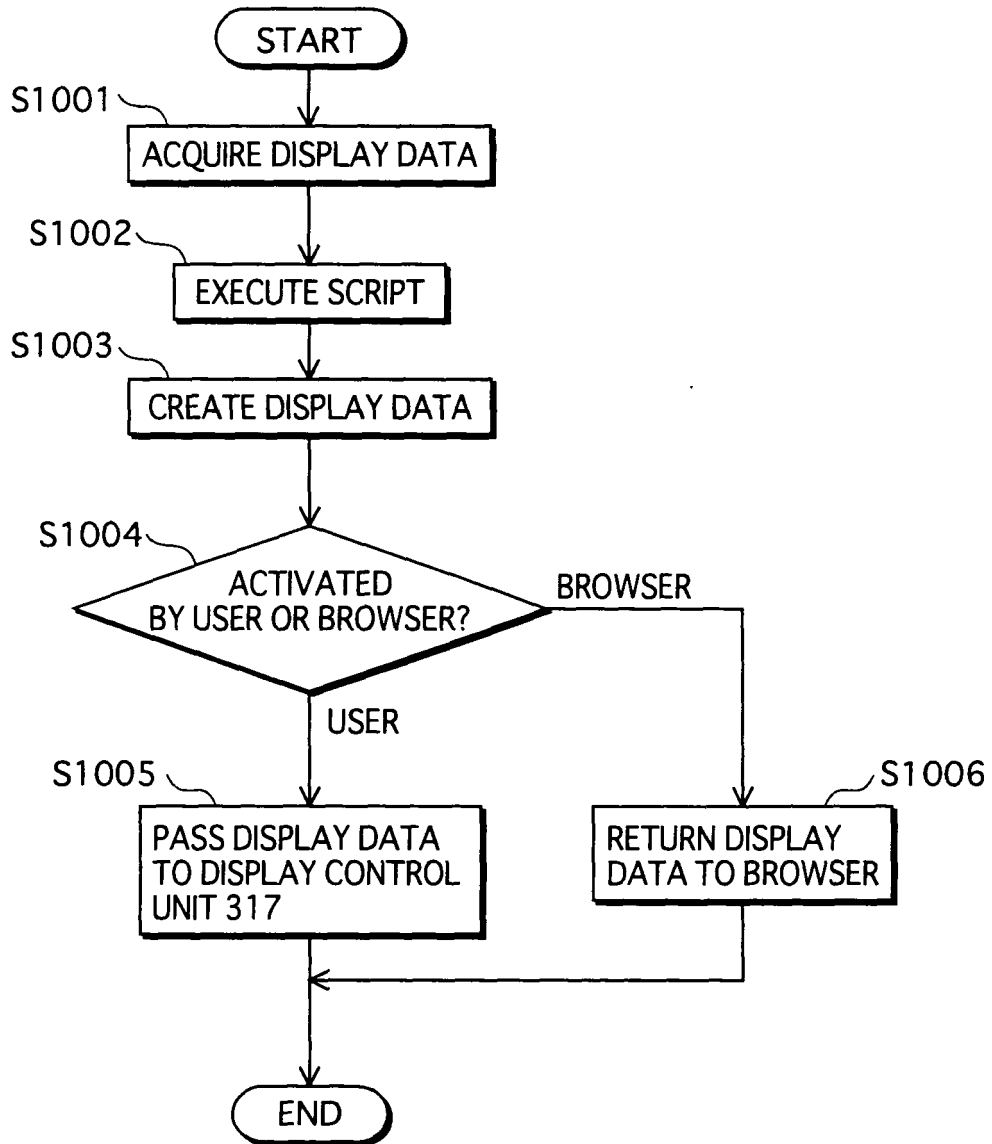 START
S1001
ACQUIRE DISPLAY DATA
S1002
EXECUTE SCRIPT
S1003
CREATE DISPLAY DATA
S1004
ACTIVATED
BY USER OR BROWSER?
BROWSER
USER
S1005
PASS DISPLAY DATA
TO DISPLAY CONTROL
UNIT 317
S1006
RETURN DISPLAY
DATA TO BROWSER
END